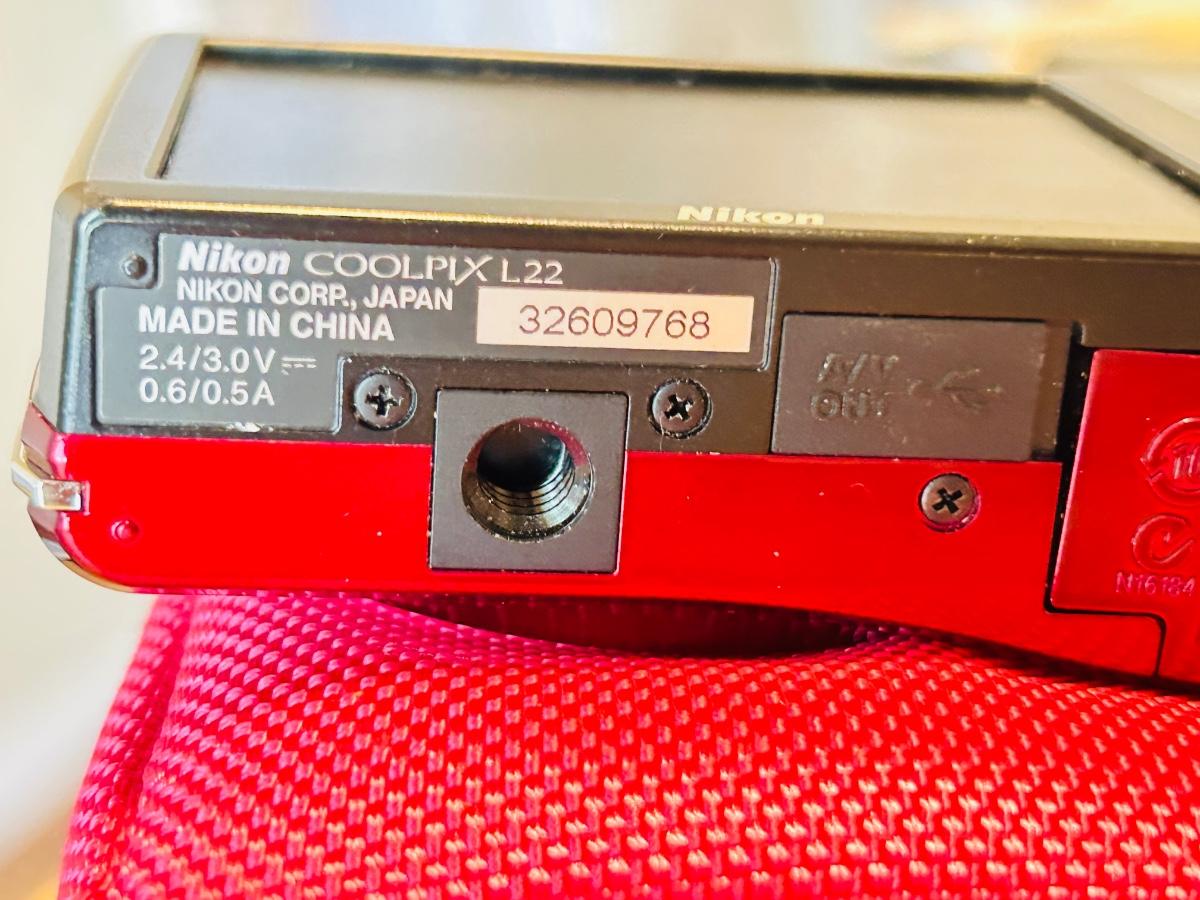 Nikon
Nikon COOLPIX L22
NIKON CORP., JAPAN
32609768
MADE IN CHINA
2.4/3.0V
0.6/0.5A
A/V
N16184